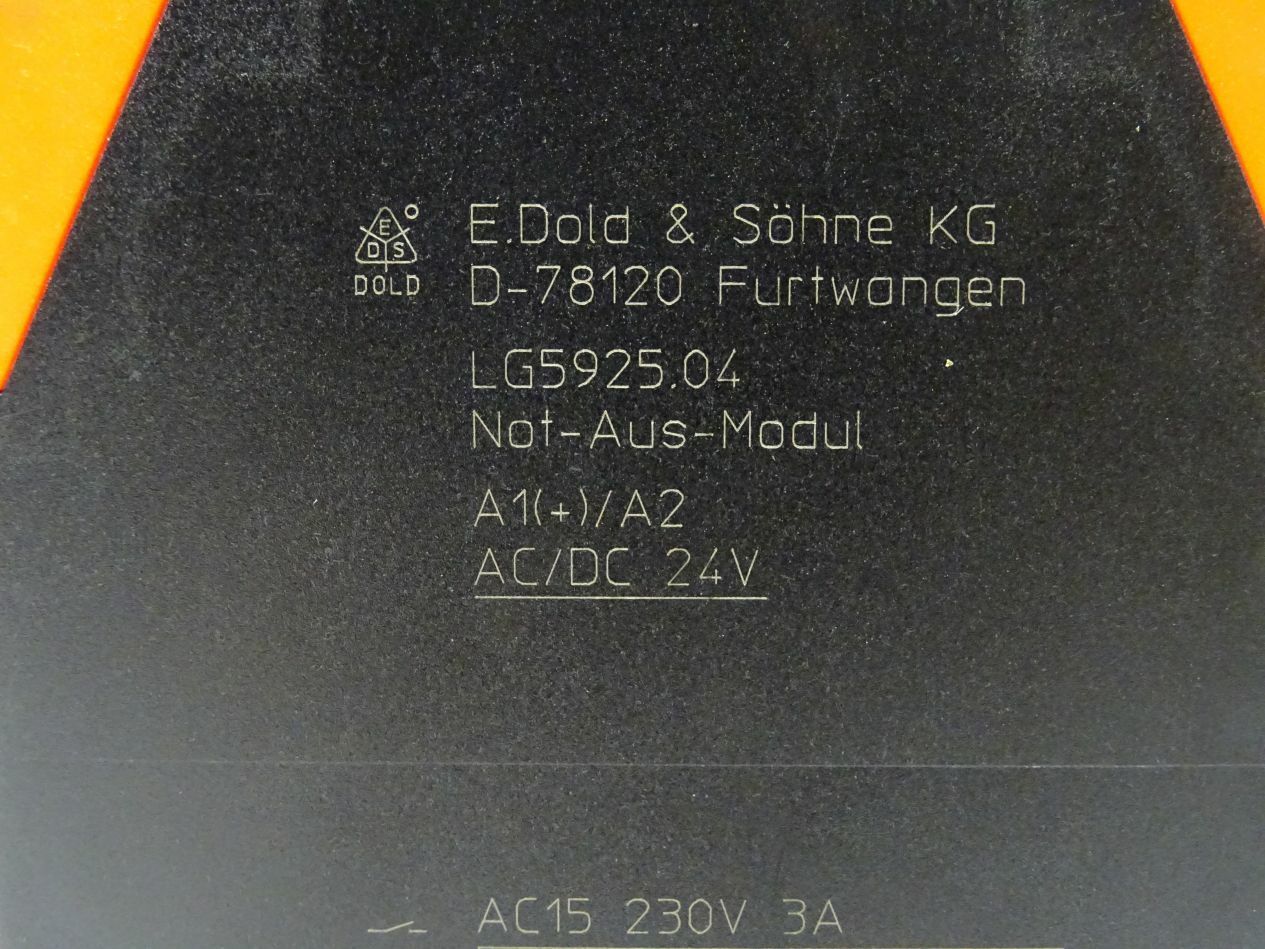 E
D S
DOLD
E.Dold & Söhne KG
D-78120 Furtwangen
LG5925.04
Not-Aus-Modul
A1(+)/A2
AC/DC 24V
AC15 230V 3A